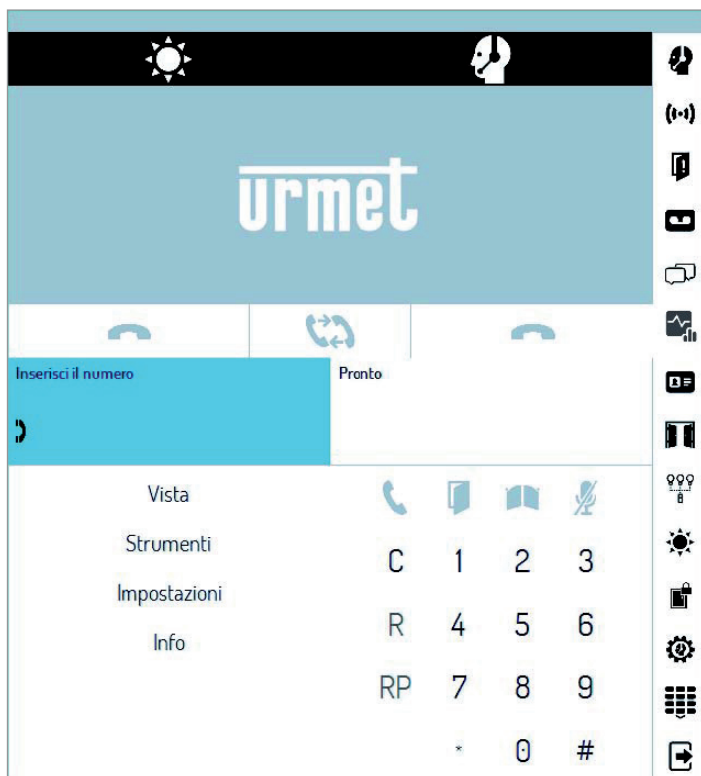 urmet
Inserisci il numero
Pronto
Vista
Strumenti
Impostazioni
Info
C 1 2 3
R 4 5 6
RP 7 8 9
* 0 #